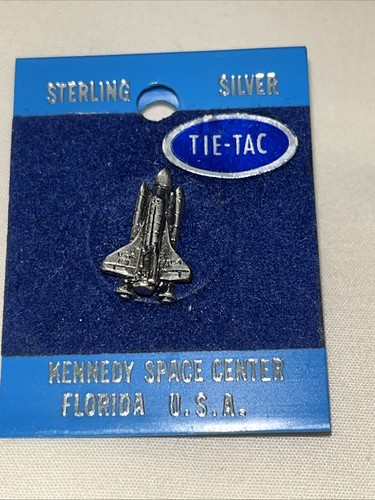 STERLING SILVER
TIE-TAC
KENNEDY SPACE CENTER
FLORIDA U.S.A.